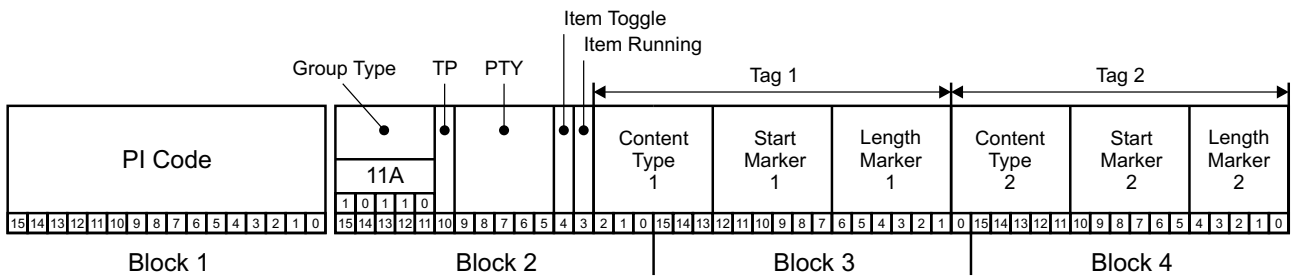 Item Toggle
Item Running
Group Type TP PTY Tag 1 Tag 2
PI Code
Content Type 1
Start Marker 1
Length Marker 1
Content Type 2
Start Marker 2
Length Marker 2
11A
1 0 1 1 0
15 14 13 12 11 10 9 8 7 6 5 4 3 2 1 0 15 14 13 12 11 10 9 8 7 6 5 4 3 2 1 0 15 14 13 12 11 10 9 8 7 6 5 4 3 2 1 0 15 14 13 12 11 10 9 8 7 6 5 4 3 2 1 0
Block 1 Block 2 Block 3 Block 4